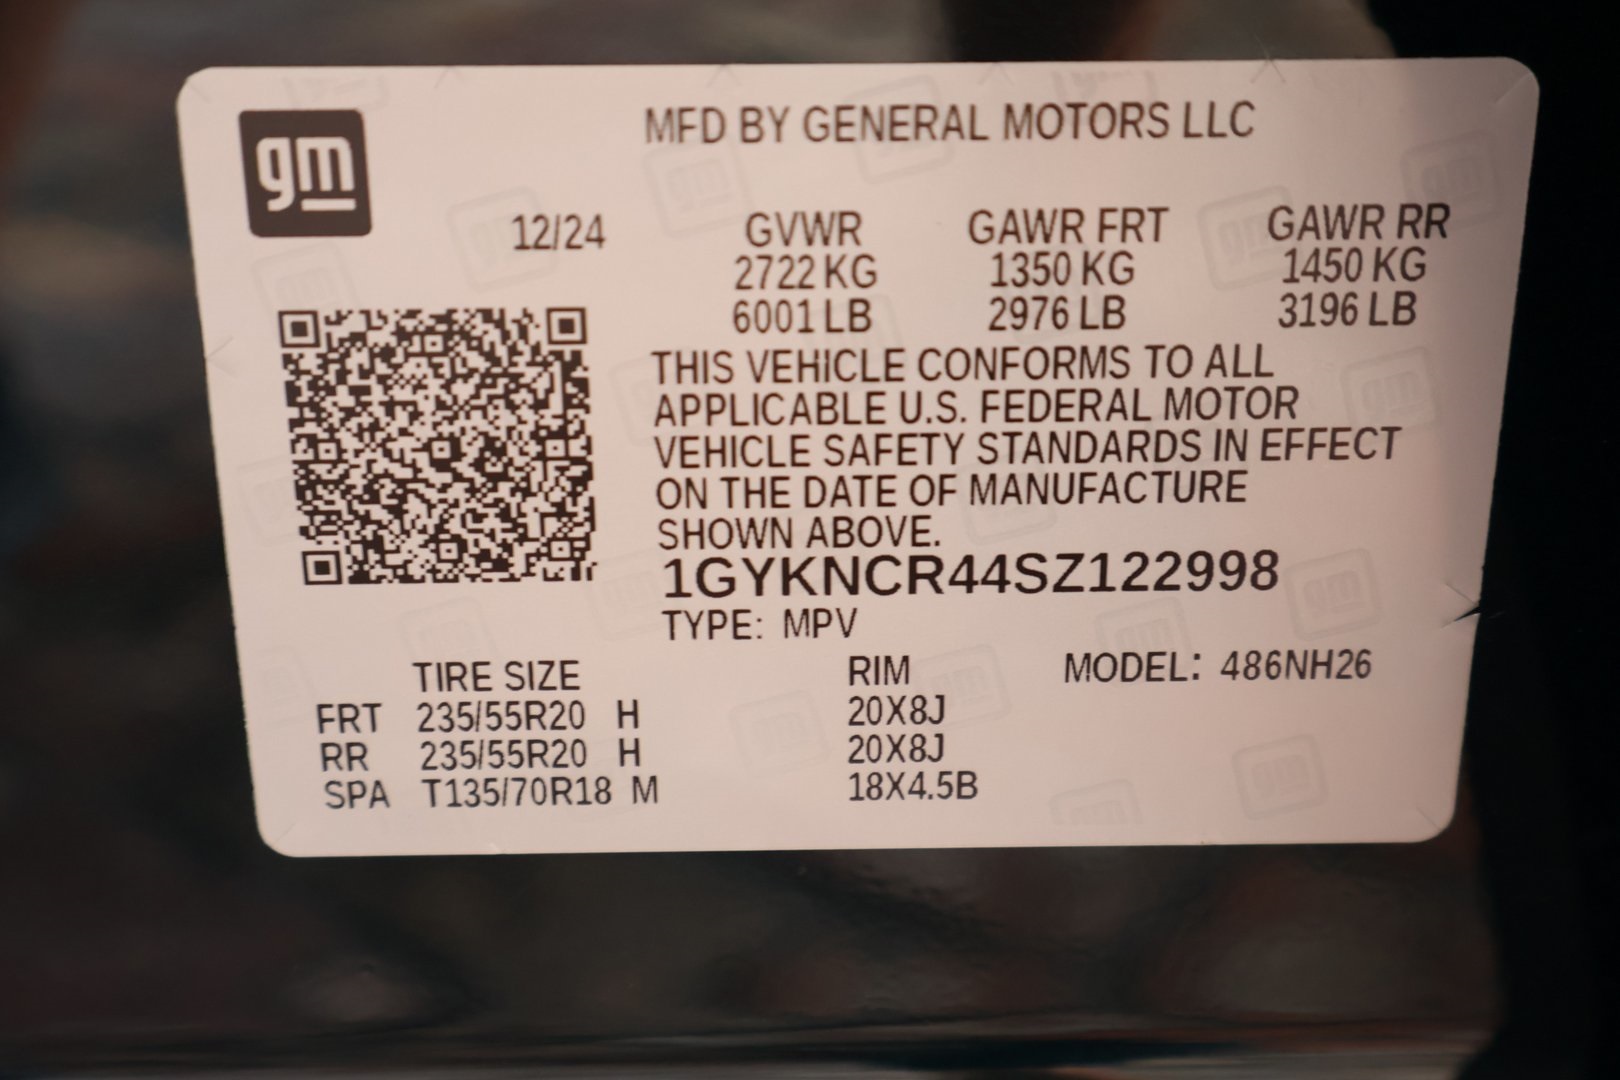 gm
MFD BY GENERAL MOTORS LLC
12/24 GVWR GAWR FRT GAWR RR
2722 KG 1350 KG 1450 KG
6001 LB 2976 LB 3196 LB
THIS VEHICLE CONFORMS TO ALL
APPLICABLE U.S. FEDERAL MOTOR
VEHICLE SAFETY STANDARDS IN EFFECT
ON THE DATE OF MANUFACTURE
SHOWN ABOVE.
1GYKNCR44SZ122998
TYPE: MPV
TIRE SIZE RIM MODEL: 486NH26
FRT 235/55R20 H 20X8J
RR 235/55R20 H 20X8J
SPA T135/70R18 M 18X4.5B